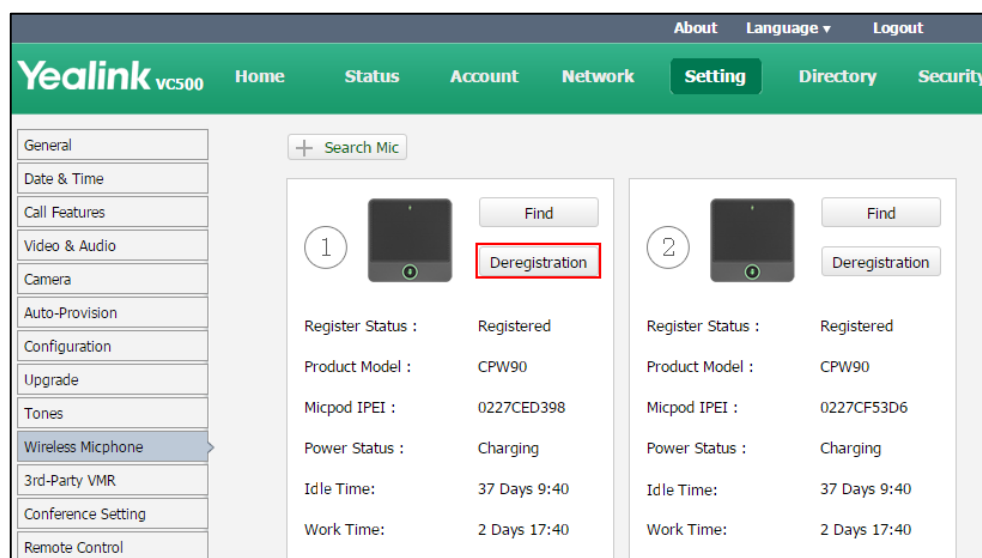 About Language ▾ Logout
Yealink VC500 Home Status Account Network Setting Directory Security
General
Date & Time
Call Features
Video & Audio
Camera
Auto-Provision
Configuration
Upgrade
Tones
Wireless Micphone
3rd-Party VMR
Conference Setting
Remote Control
+ Search Mic
1
Find
Deregistration
Register Status : Registered
Product Model : CPW90
Micpod IPEI : 0227CED398
Power Status : Charging
Idle Time: 37 Days 9:40
Work Time: 2 Days 17:40
2
Find
Deregistration
Register Status : Registered
Product Model : CPW90
Micpod IPEI : 0227CF53D6
Power Status : Charging
Idle Time: 37 Days 9:40
Work Time: 2 Days 17:40